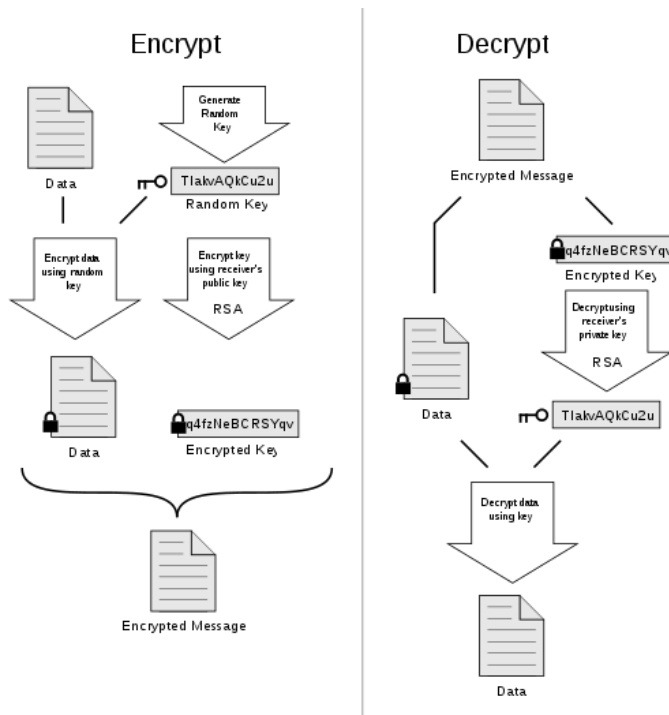 Encrypt
Generate
Random
Key
Data
TIakvAQkCu2u
Random Key
Encrypt data
using random
key
Encrypt key
using receiver's
public key
RSA
Data
q4fzNeBCRSYqv
Encrypted Key
Encrypted Message
Decrypt
Encrypted Message
q4fzNeBCRSYqv
Encrypted Key
Decryptusing
receiver's
private key
RSA
Data
TIakvAQkCu2u
Decrypt data
using key
Data